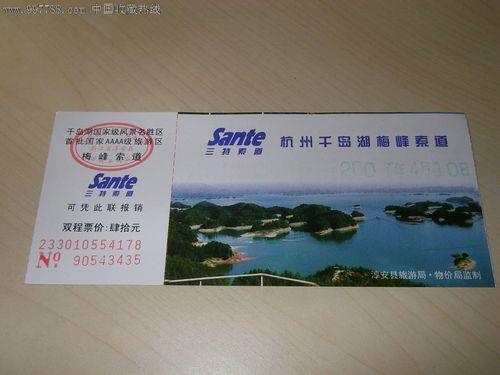 www.997788.com 中国收藏热线
千岛湖国家级风景名胜区
首批国家AAAA级旅游区
梅峰索道
Sante
三特索道
可凭此联报销
双程票价:肆拾元
233010554178
No 90543435
Sante
三特索道
杭州千岛湖梅峰索道
淳安县旅游局·物价局监制